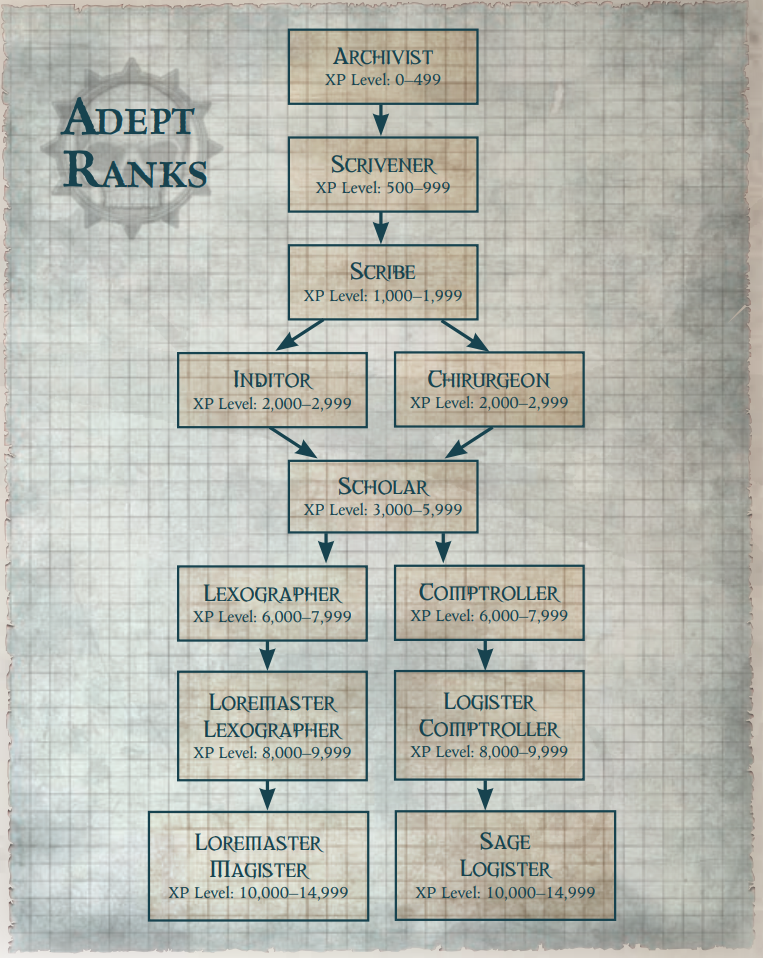 Adept
Ranks
Archivist
XP Level: 0–499
Scrivener
XP Level: 500–999
Scribe
XP Level: 1,000–1,999
Inditor
XP Level: 2,000–2,999
Chirurgeon
XP Level: 2,000–2,999
Scholar
XP Level: 3,000–5,999
Lexographer
XP Level: 6,000–7,999
Comptroller
XP Level: 6,000–7,999
Loremaster
Lexographer
XP Level: 8,000–9,999
Logister
Comptroller
XP Level: 8,000–9,999
Loremaster
Magister
XP Level: 10,000–14,999
Sage
Logister
XP Level: 10,000–14,999